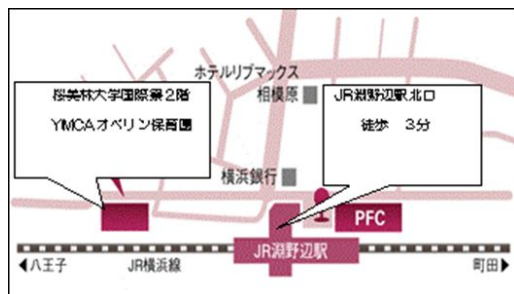 ホテルリブマックス
相模原
桜美林大学国際寮2階
YMCAオベリン保育園
JR淵野辺駅北口
徒歩 3分
横浜銀行
PFC
JR淵野辺駅
八王子
JR横浜線
町田